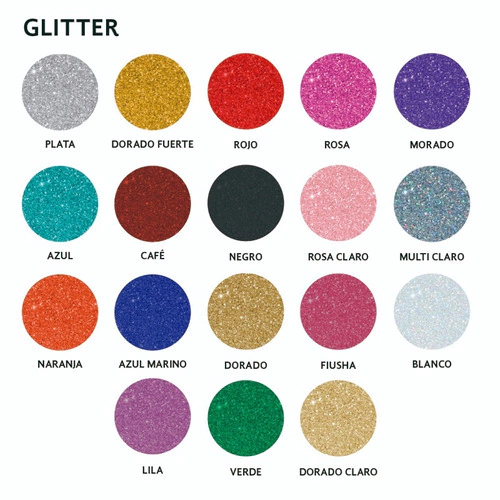 GLITTER
PLATA
DORADO FUERTE
ROJO
ROSA
MORADO
AZUL
CAFÉ
NEGRO
ROSA CLARO
MULTI CLARO
NARANJA
AZUL MARINO
DORADO
FIUSHA
BLANCO
LILA
VERDE
DORADO CLARO